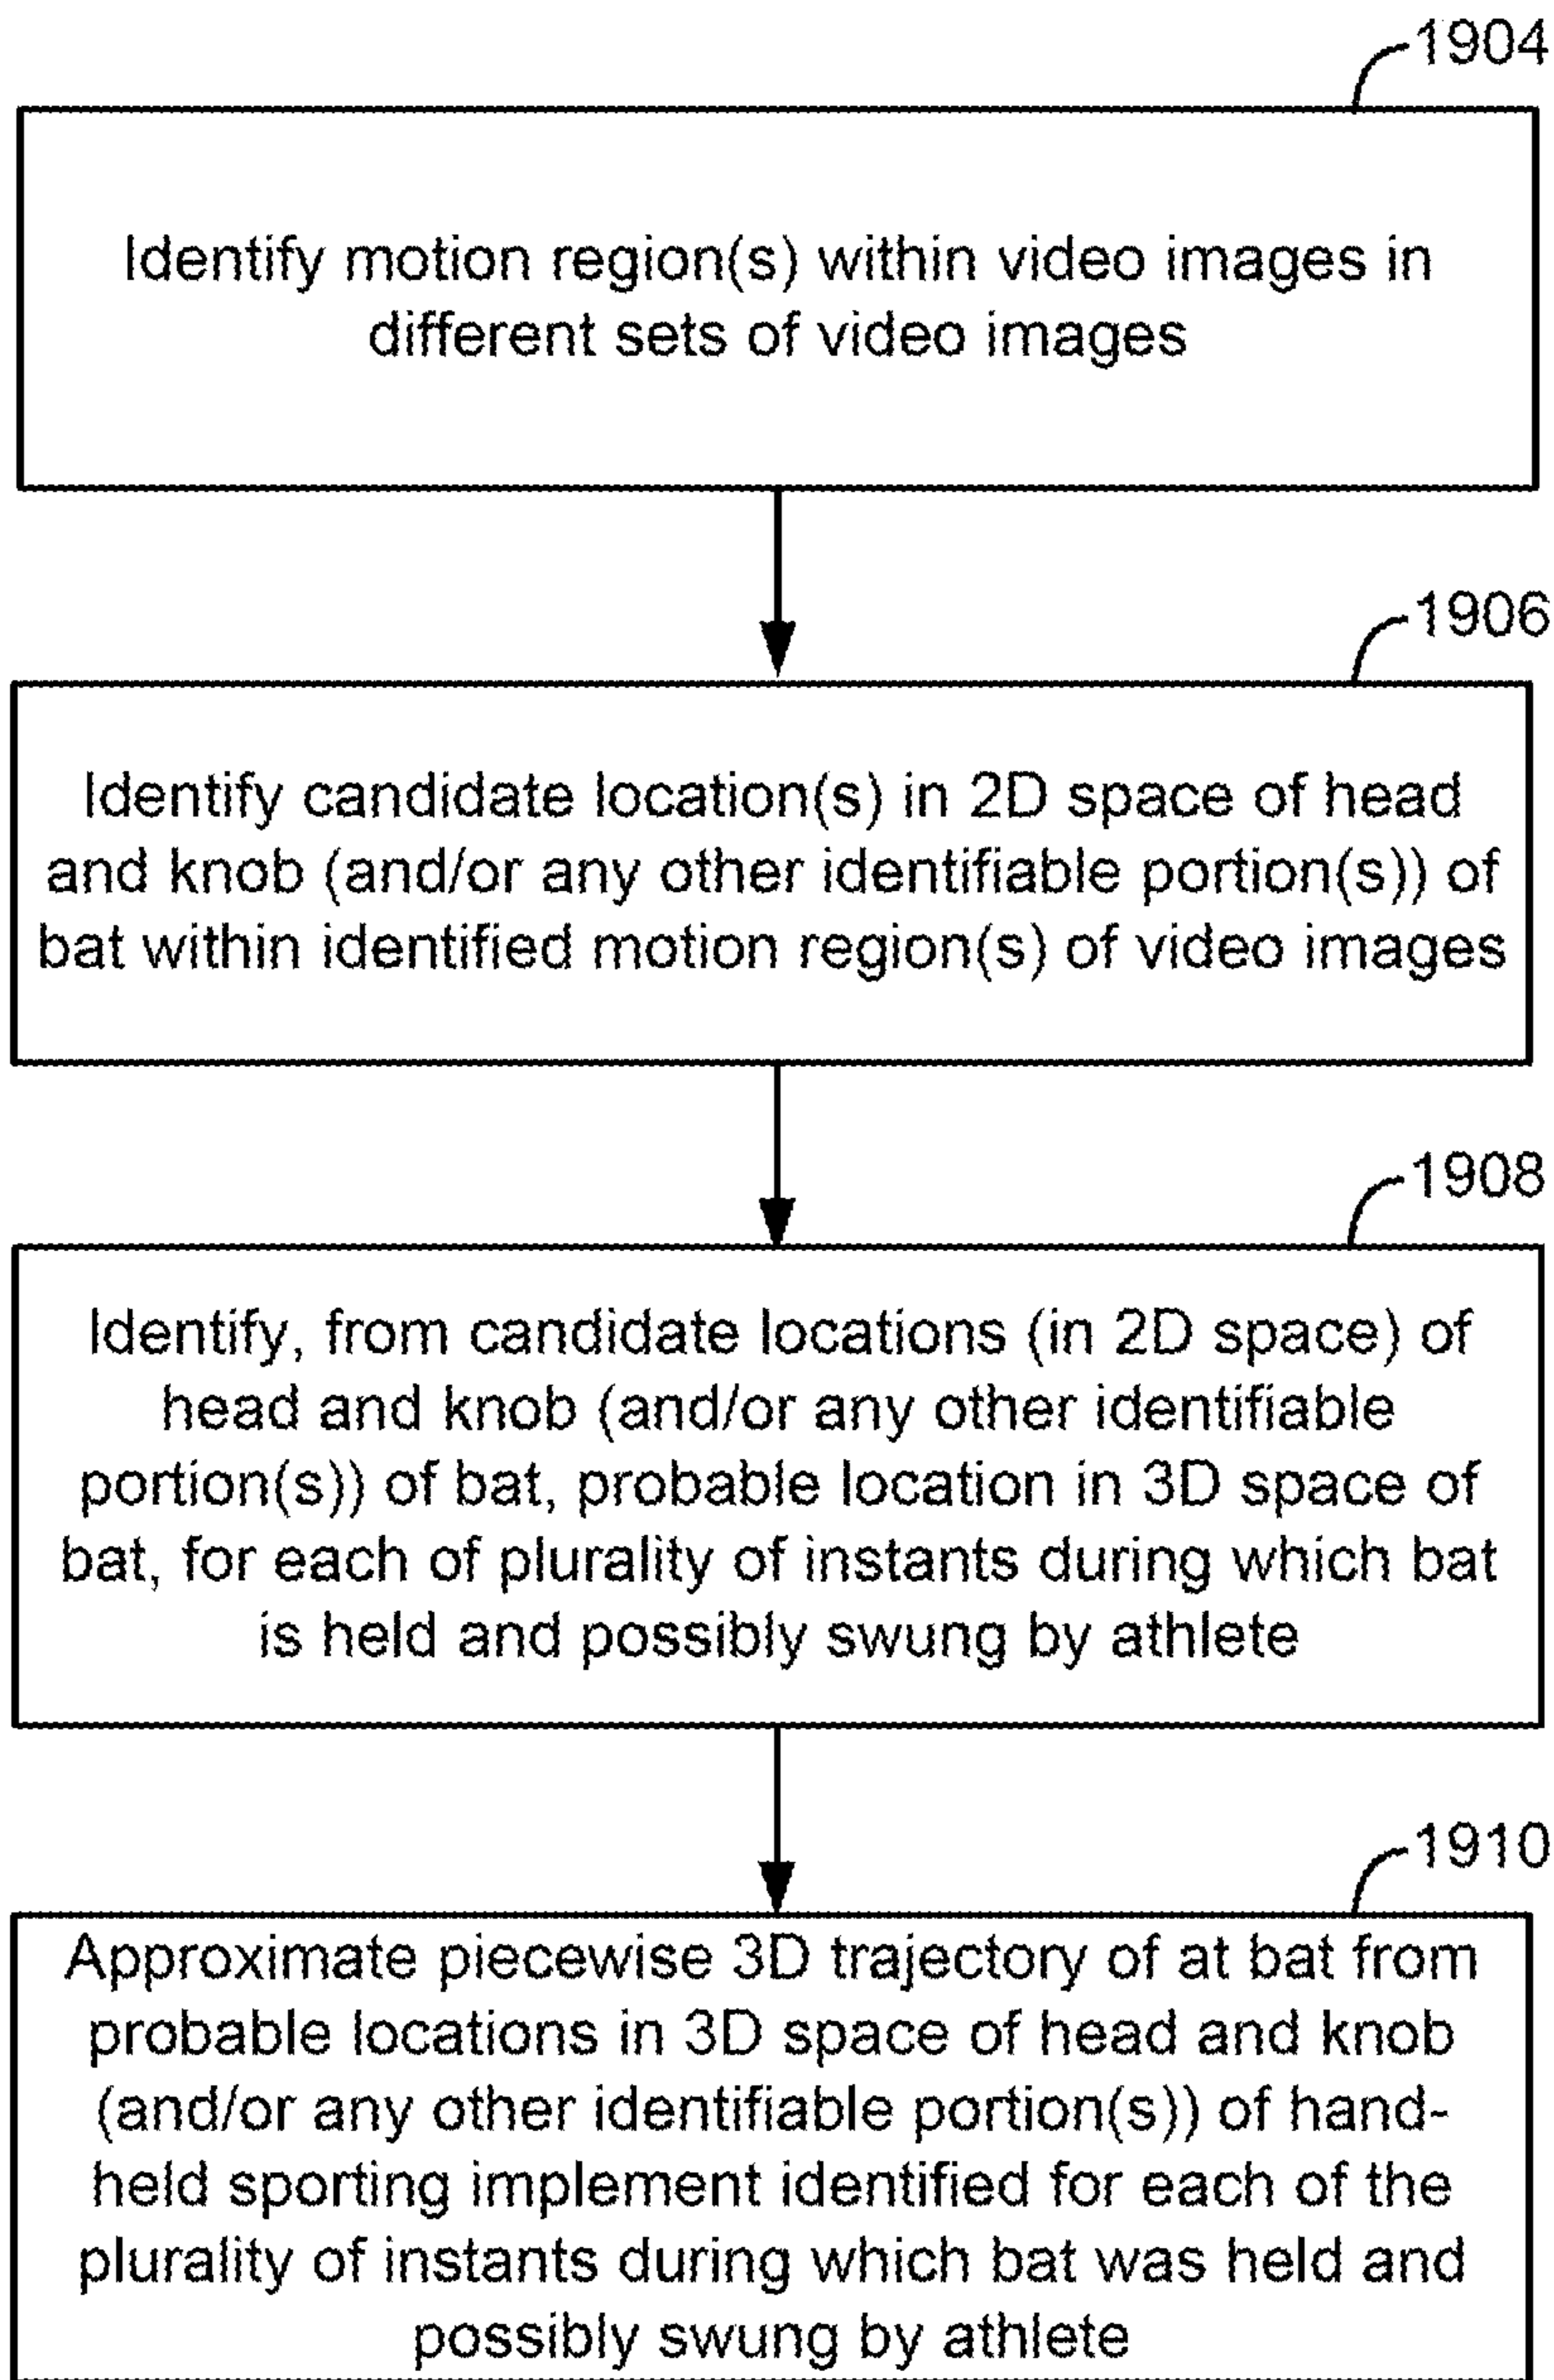 1904
Identify motion region(s) within video images in
different sets of video images
1906
Identify candidate location(s) in 2D space of head
and knob (and/or any other identifiable portion(s)) of
bat within identified motion region(s) of video images
1908
Identify, from candidate locations (in 2D space) of
head and knob (and/or any other identifiable
portion(s)) of bat, probable location in 3D space of
bat, for each of plurality of instants during which bat
is held and possibly swung by athlete
1910
Approximate piecewise 3D trajectory of at bat from
probable locations in 3D space of head and knob
(and/or any other identifiable portion(s)) of hand-
held sporting implement identified for each of the
plurality of instants during which bat was held and
possibly swung by athlete